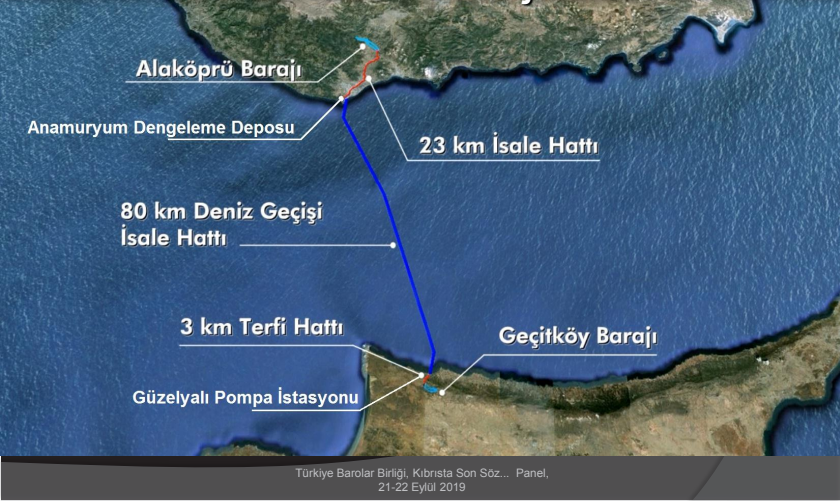 Alaköprü Barajı
Anamuryum Dengeleme Deposu
23 km İsale Hattı
80 km Deniz Geçişi
İsale Hattı
3 km Terfi Hattı
Geçitköy Barajı
Güzelyalı Pompa İstasyonu
Türkiye Barolar Birliği, Kıbrısta Son Söz... Panel,
21-22 Eylül 2019